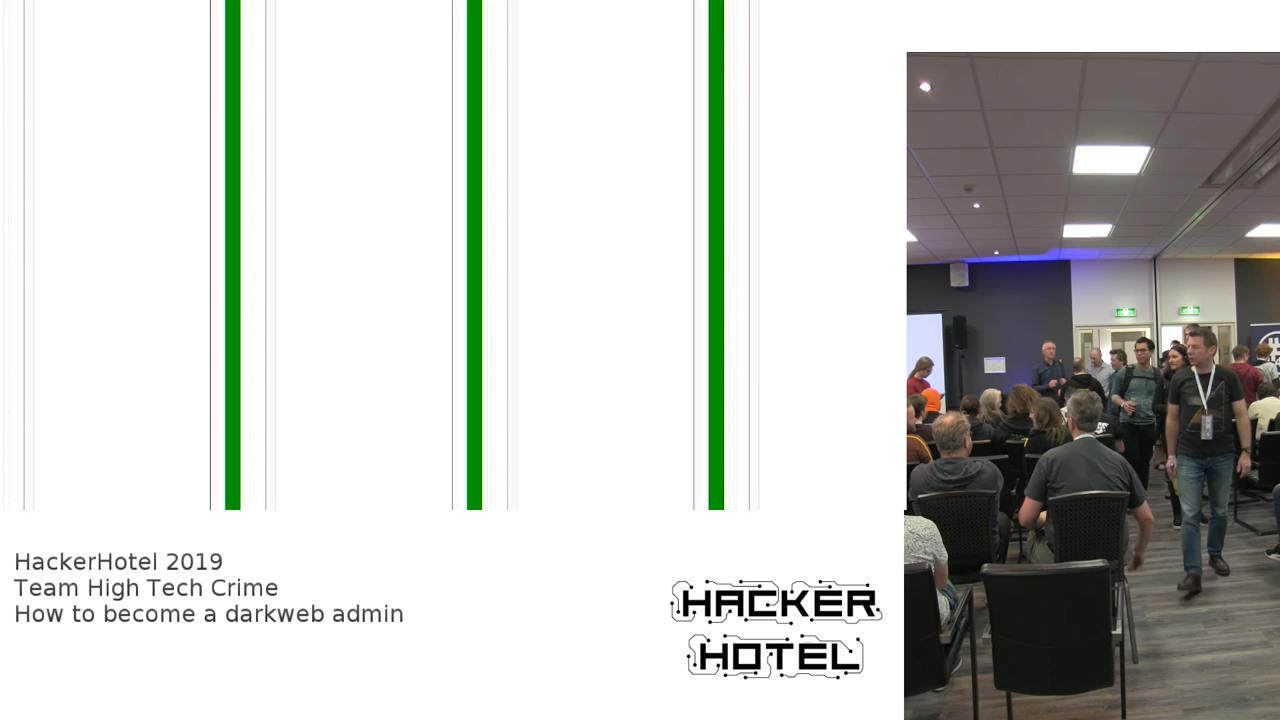 HackerHotel 2019
Team High Tech Crime
How to become a darkweb admin
HACKER
HOTEL